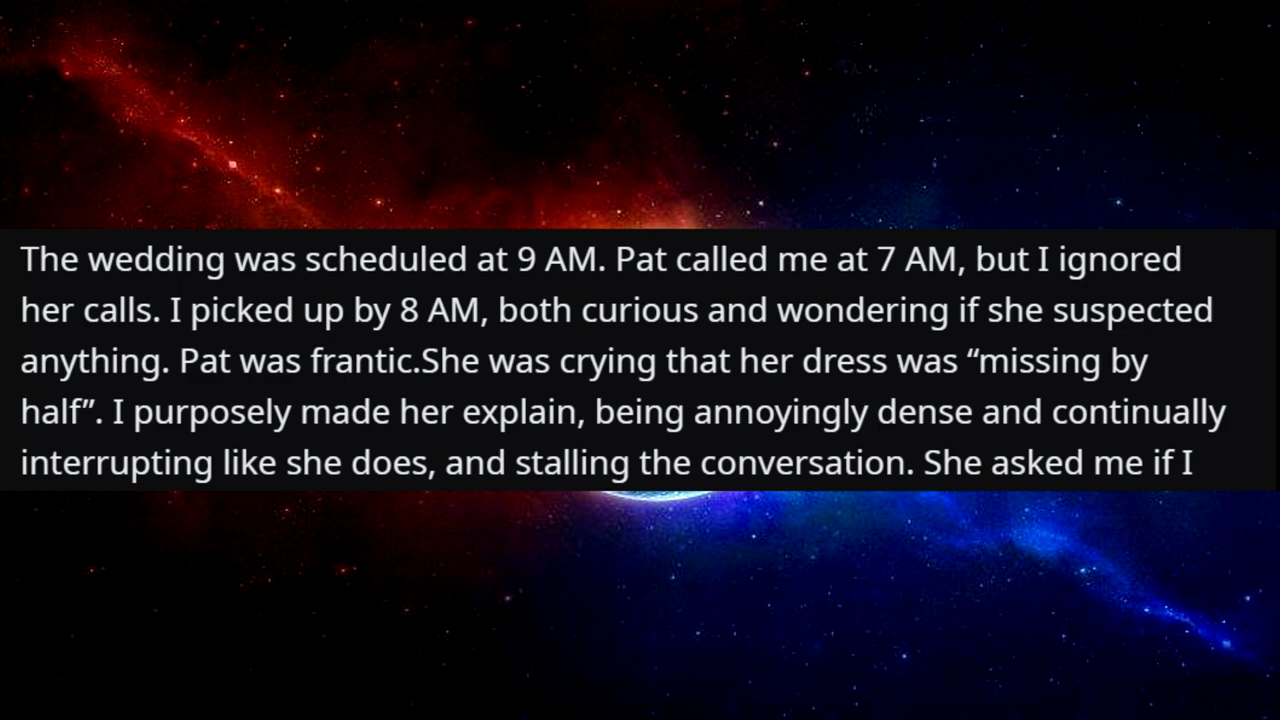 The wedding was scheduled at 9 AM. Pat called me at 7 AM, but I ignored
her calls. I picked up by 8 AM, both curious and wondering if she suspected
anything. Pat was frantic.She was crying that her dress was “missing by
half”. I purposely made her explain, being annoyingly dense and continually
interrupting like she does, and stalling the conversation. She asked me if I